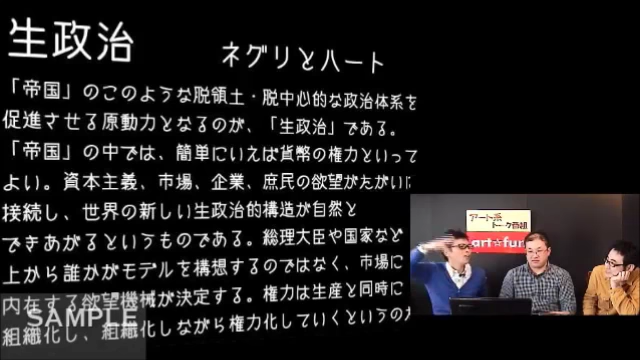 生政治
ネグリとハート
「帝国」のこのような脱領土・脱中心的な政治体系を
促進させる原動力となるのが、「生政治」である。
「帝国」の中では、簡単にいえば貨幣の権力といって
よい。資本主義、市場、企業、庶民の欲望がたがいに
接続し、世界の新しい生政治的構造が自然と
できあがるというものである。総理大臣や国家など
上から誰かがモデルを構想するのではなく、市場に
内在する欲望機械が決定する。権力は生産と同時に
組織化し、組織化しながら権力化していくというのが
アート系
トーク番組
art☆fun
SAMPLE